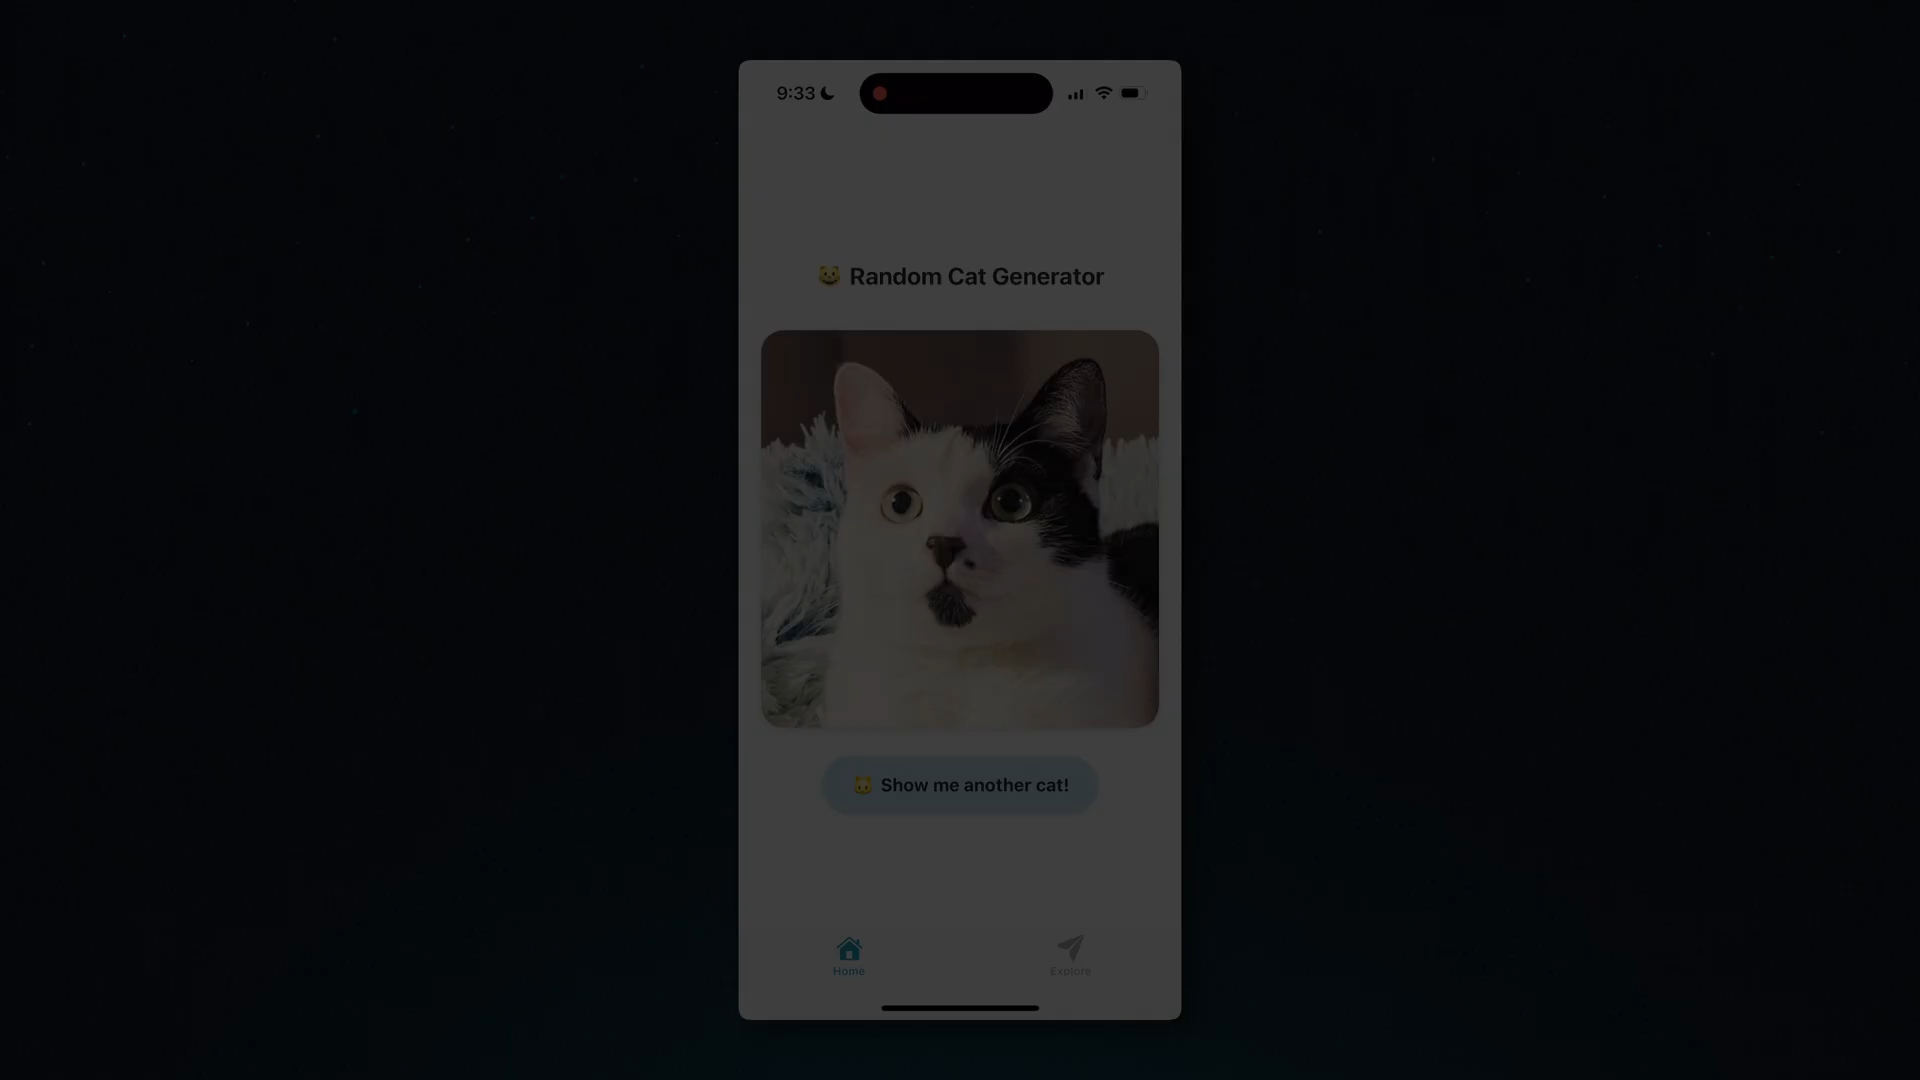 9:33
😺 Random Cat Generator
🐱 Show me another cat!
Home
Explore